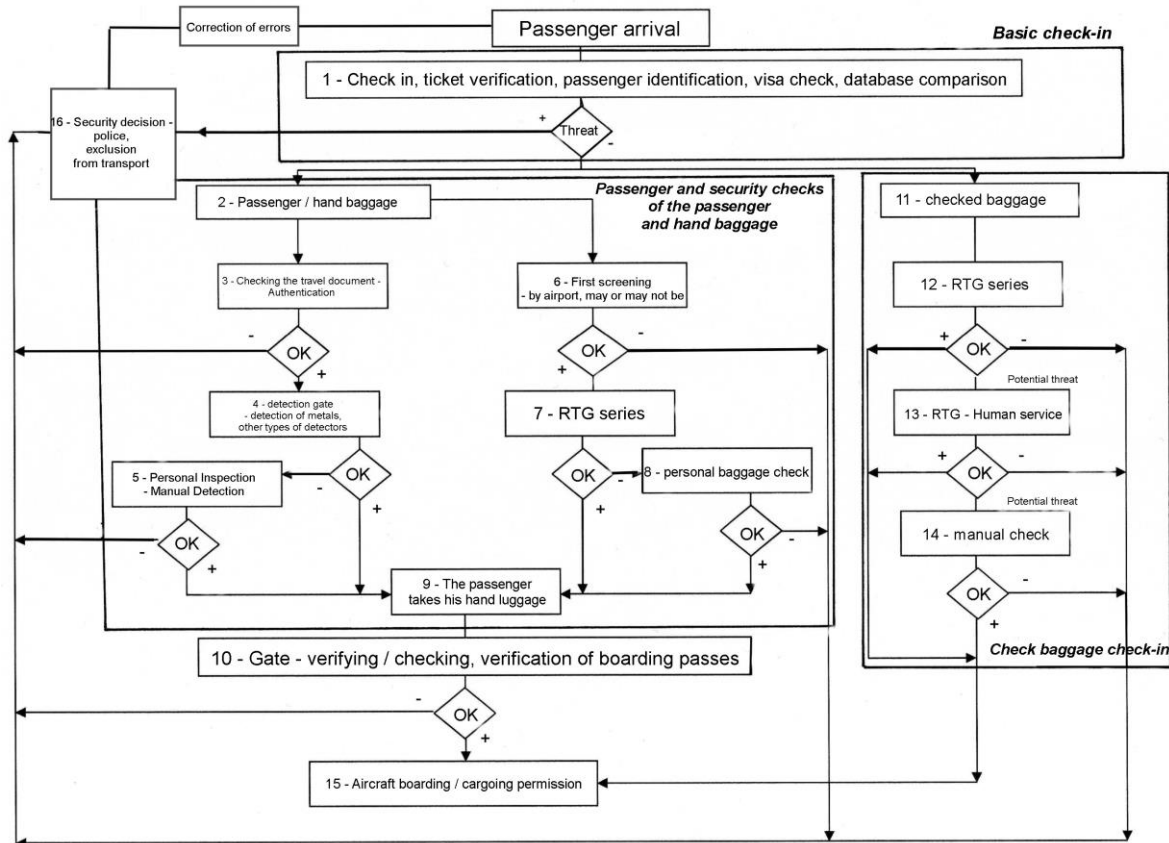 Correction of errors
Passenger arrival
Basic check-in
1 - Check in, ticket verification, passenger identification, visa check, database comparison
16 - Security decision -
police,
exclusion
from transport
+
Threat
-
2 - Passenger / hand baggage
Passenger and security checks
of the passenger
and hand baggage
11 - checked baggage
3 - Checking the travel document -
Authentication
6 - First screening
- by airport, may or may not be
12 - RTG series
-
OK
+
-
OK
+
+
OK
-
Potential threat
4 - detection gate
- detection of metals,
other types of detectors
7 - RTG series
13 - RTG - Human service
5 - Personal Inspection
- Manual Detection
OK
-
+
OK
-
+
8 - personal baggage check
+
OK
-
Potential threat
-
OK
+
OK
-
+
14 - manual check
9 - The passenger
takes his hand luggage
OK
-
+
10 - Gate - verifying / checking, verification of boarding passes
Check baggage check-in
-
OK
+
15 - Aircraft boarding / cargoing permission